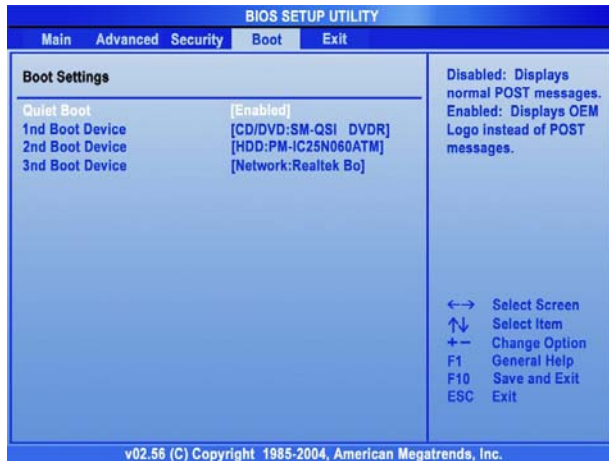 BIOS SETUP UTILITY
Main Advanced Security Boot Exit
Boot Settings
Quiet Boot [Enabled]
1nd Boot Device [CD/DVD:SM-QSI DVDR]
2nd Boot Device [HDD:PM-IC25N060ATM]
3nd Boot Device [Network:Realtek Bo]
Disabled: Displays
normal POST messages.
Enabled: Displays OEM
Logo instead of POST
messages.
←→ Select Screen
↑↓ Select Item
+− Change Option
F1 General Help
F10 Save and Exit
ESC Exit
v02.56 (C) Copyright 1985-2004, American Megatrends, Inc.